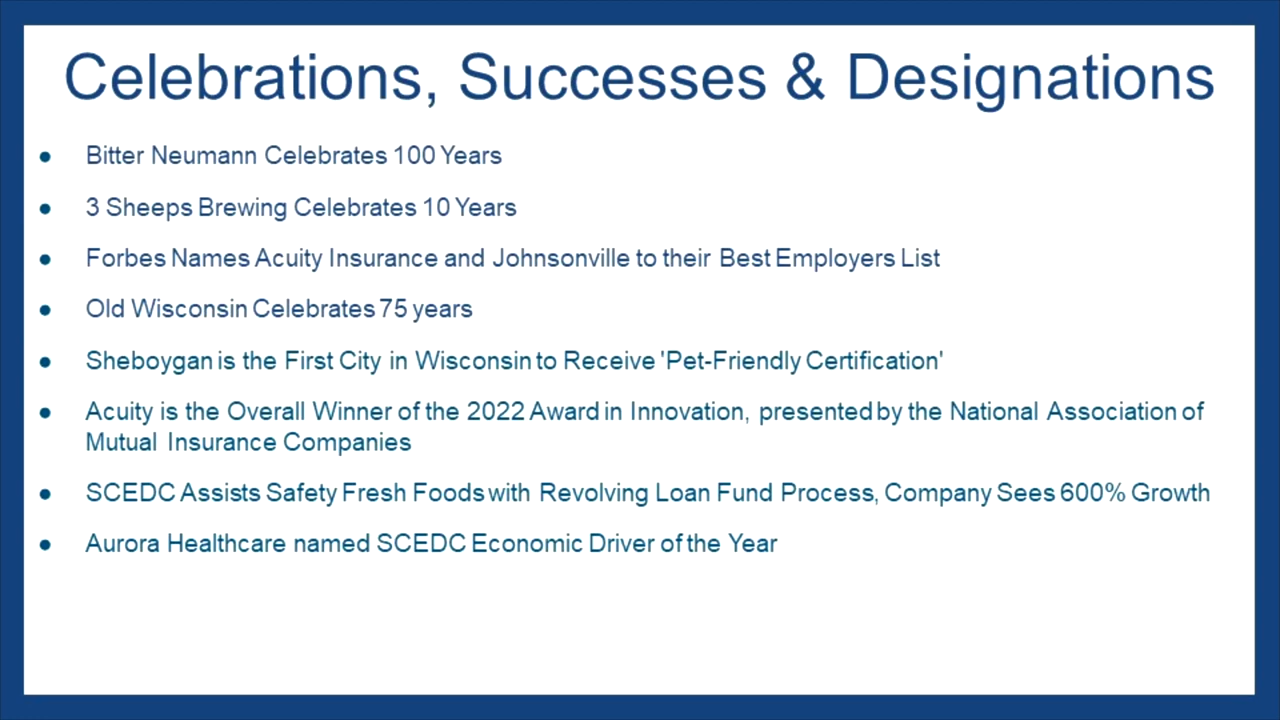 Celebrations, Successes & Designations
● Bitter Neumann Celebrates 100 Years
● 3 Sheeps Brewing Celebrates 10 Years
● Forbes Names Acuity Insurance and Johnsonville to their Best Employers List
● Old Wisconsin Celebrates 75 years
● Sheboygan is the First City in Wisconsin to Receive 'Pet-Friendly Certification'
● Acuity is the Overall Winner of the 2022 Award in Innovation, presented by the National Association of
Mutual Insurance Companies
● SCEDC Assists Safety Fresh Foods with Revolving Loan Fund Process, Company Sees 600% Growth
● Aurora Healthcare named SCEDC Economic Driver of the Year